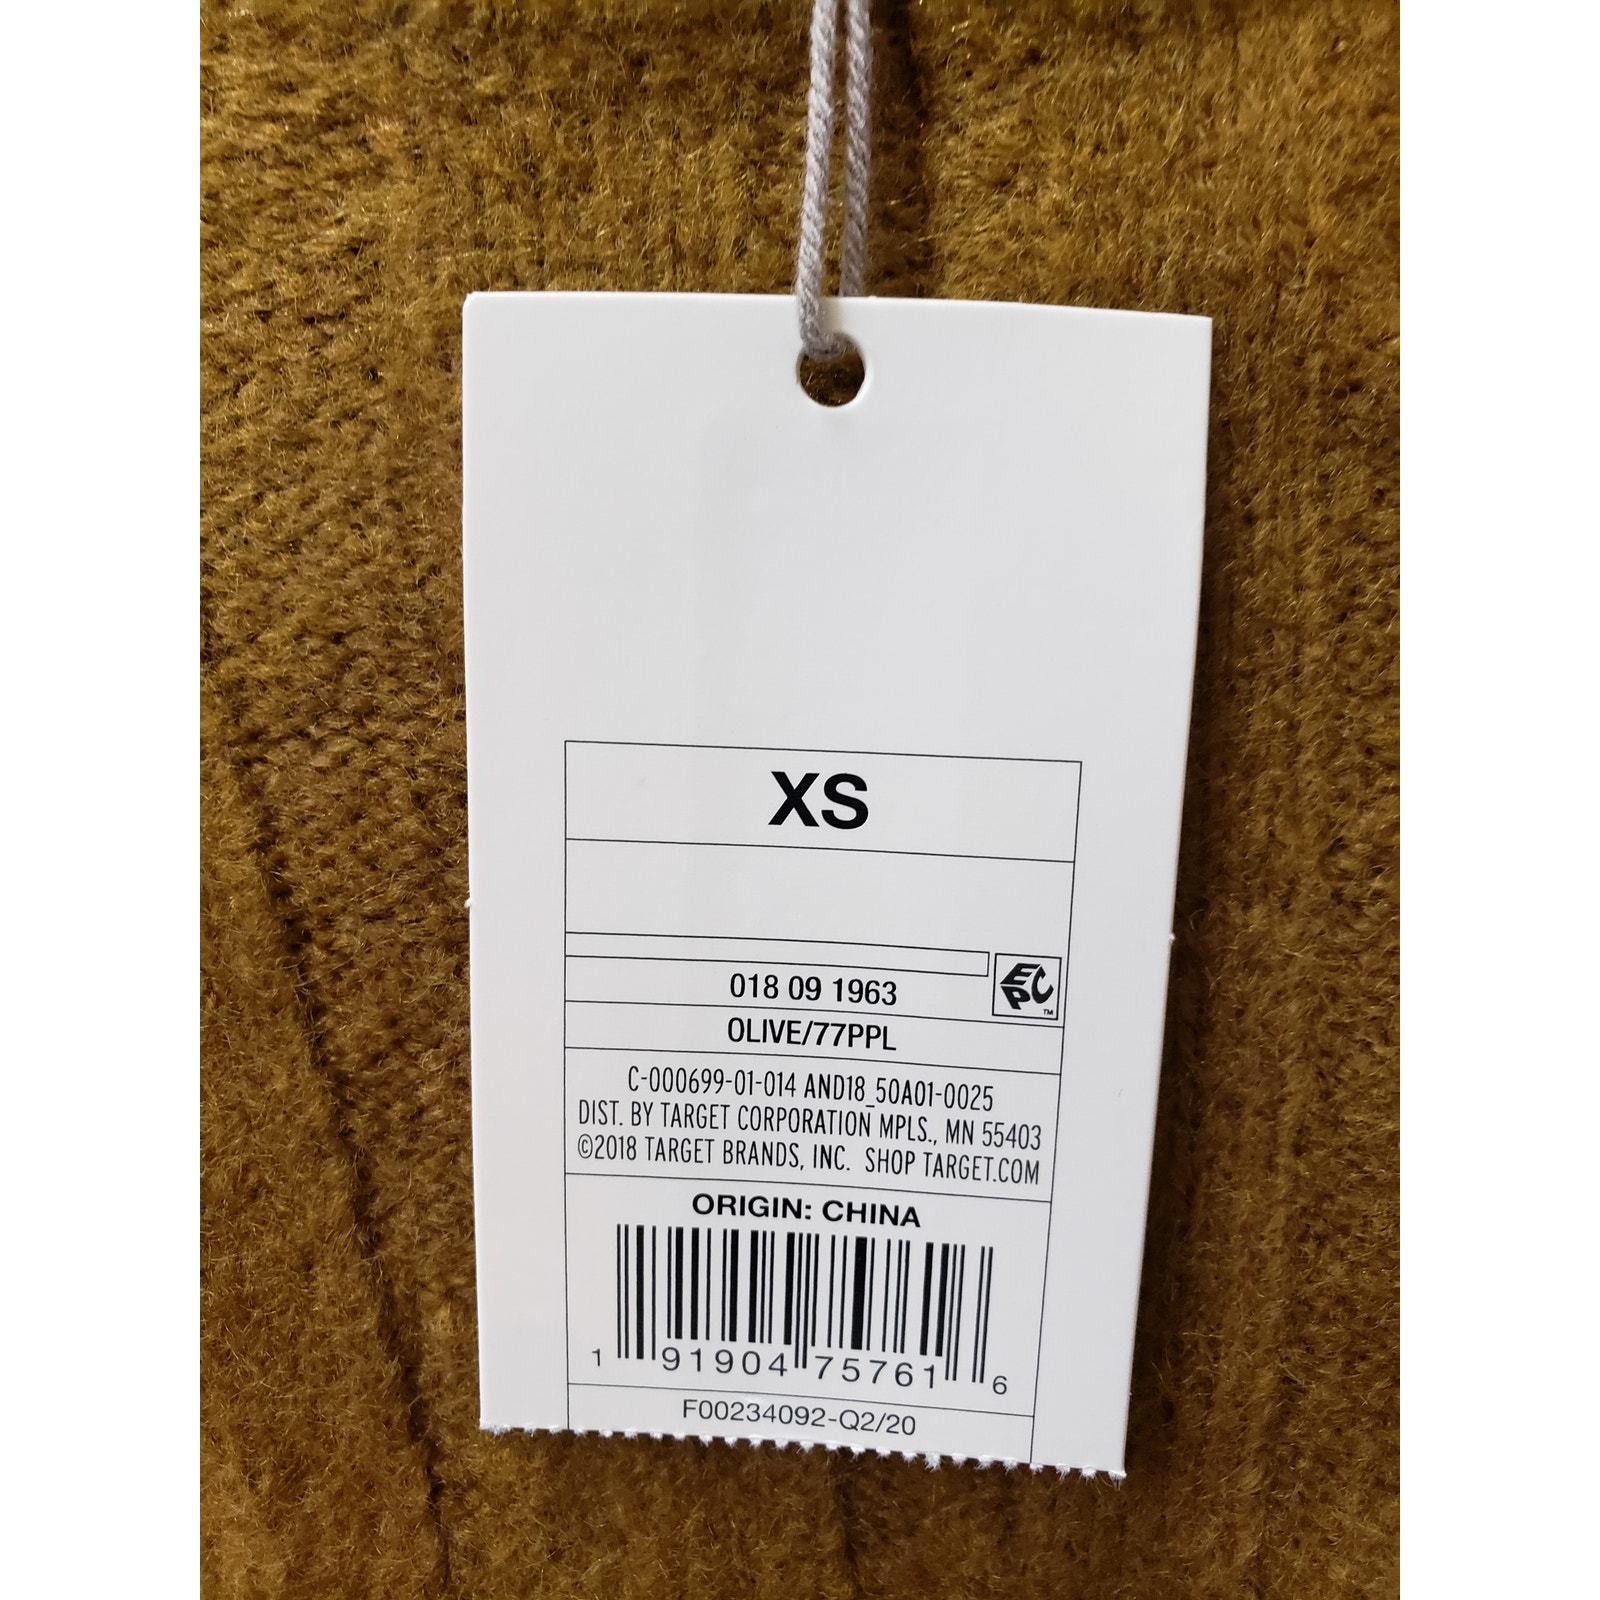 XS
EPC™
018 09 1963
OLIVE/77PPL
C-000699-01-014 AND18_50A01-0025
DIST. BY TARGET CORPORATION MPLS., MN 55403
©2018 TARGET BRANDS, INC. SHOP TARGET.COM
ORIGIN: CHINA
1 91904 75761 6
F00234092-Q2/20